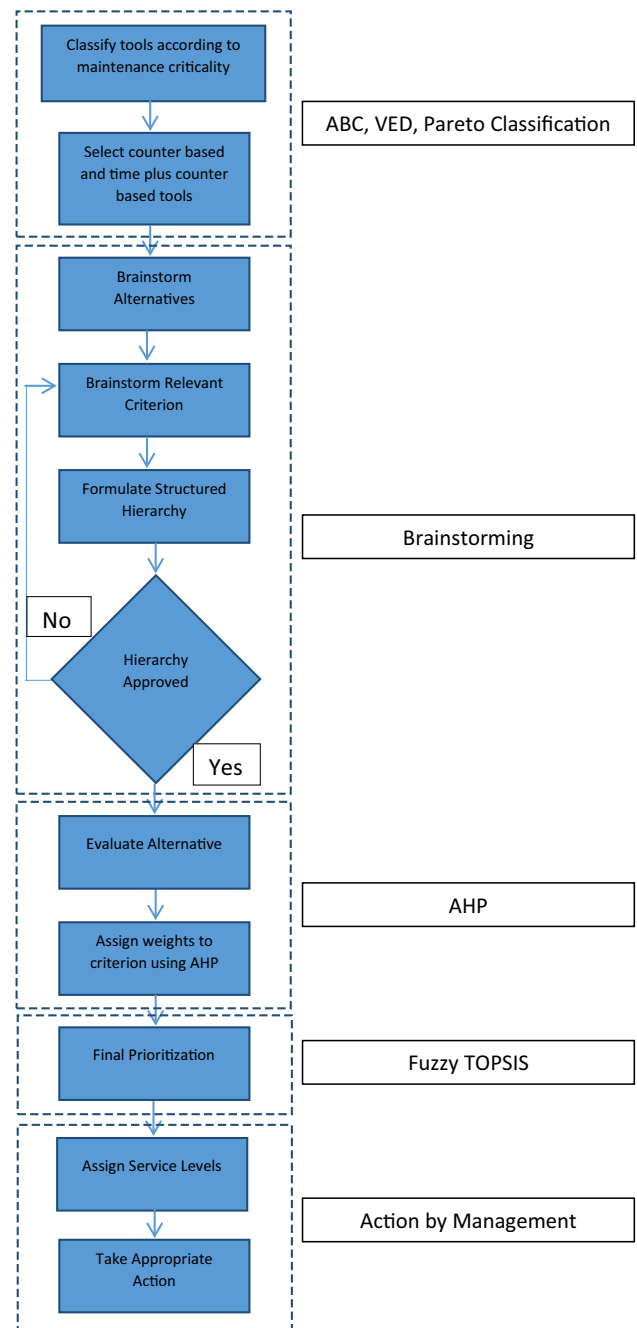 Classify tools according to
maintenance criticality
ABC, VED, Pareto Classification
Select counter based
and time plus counter
based tools
Brainstorm
Alternatives
Brainstorm Relevant
Criterion
Formulate Structured
Hierarchy
Brainstorming
No
Hierarchy
Approved
Yes
Evaluate Alternative
AHP
Assign weights to
criterion using AHP
Final Prioritization
Fuzzy TOPSIS
Assign Service Levels
Action by Management
Take Appropriate
Action